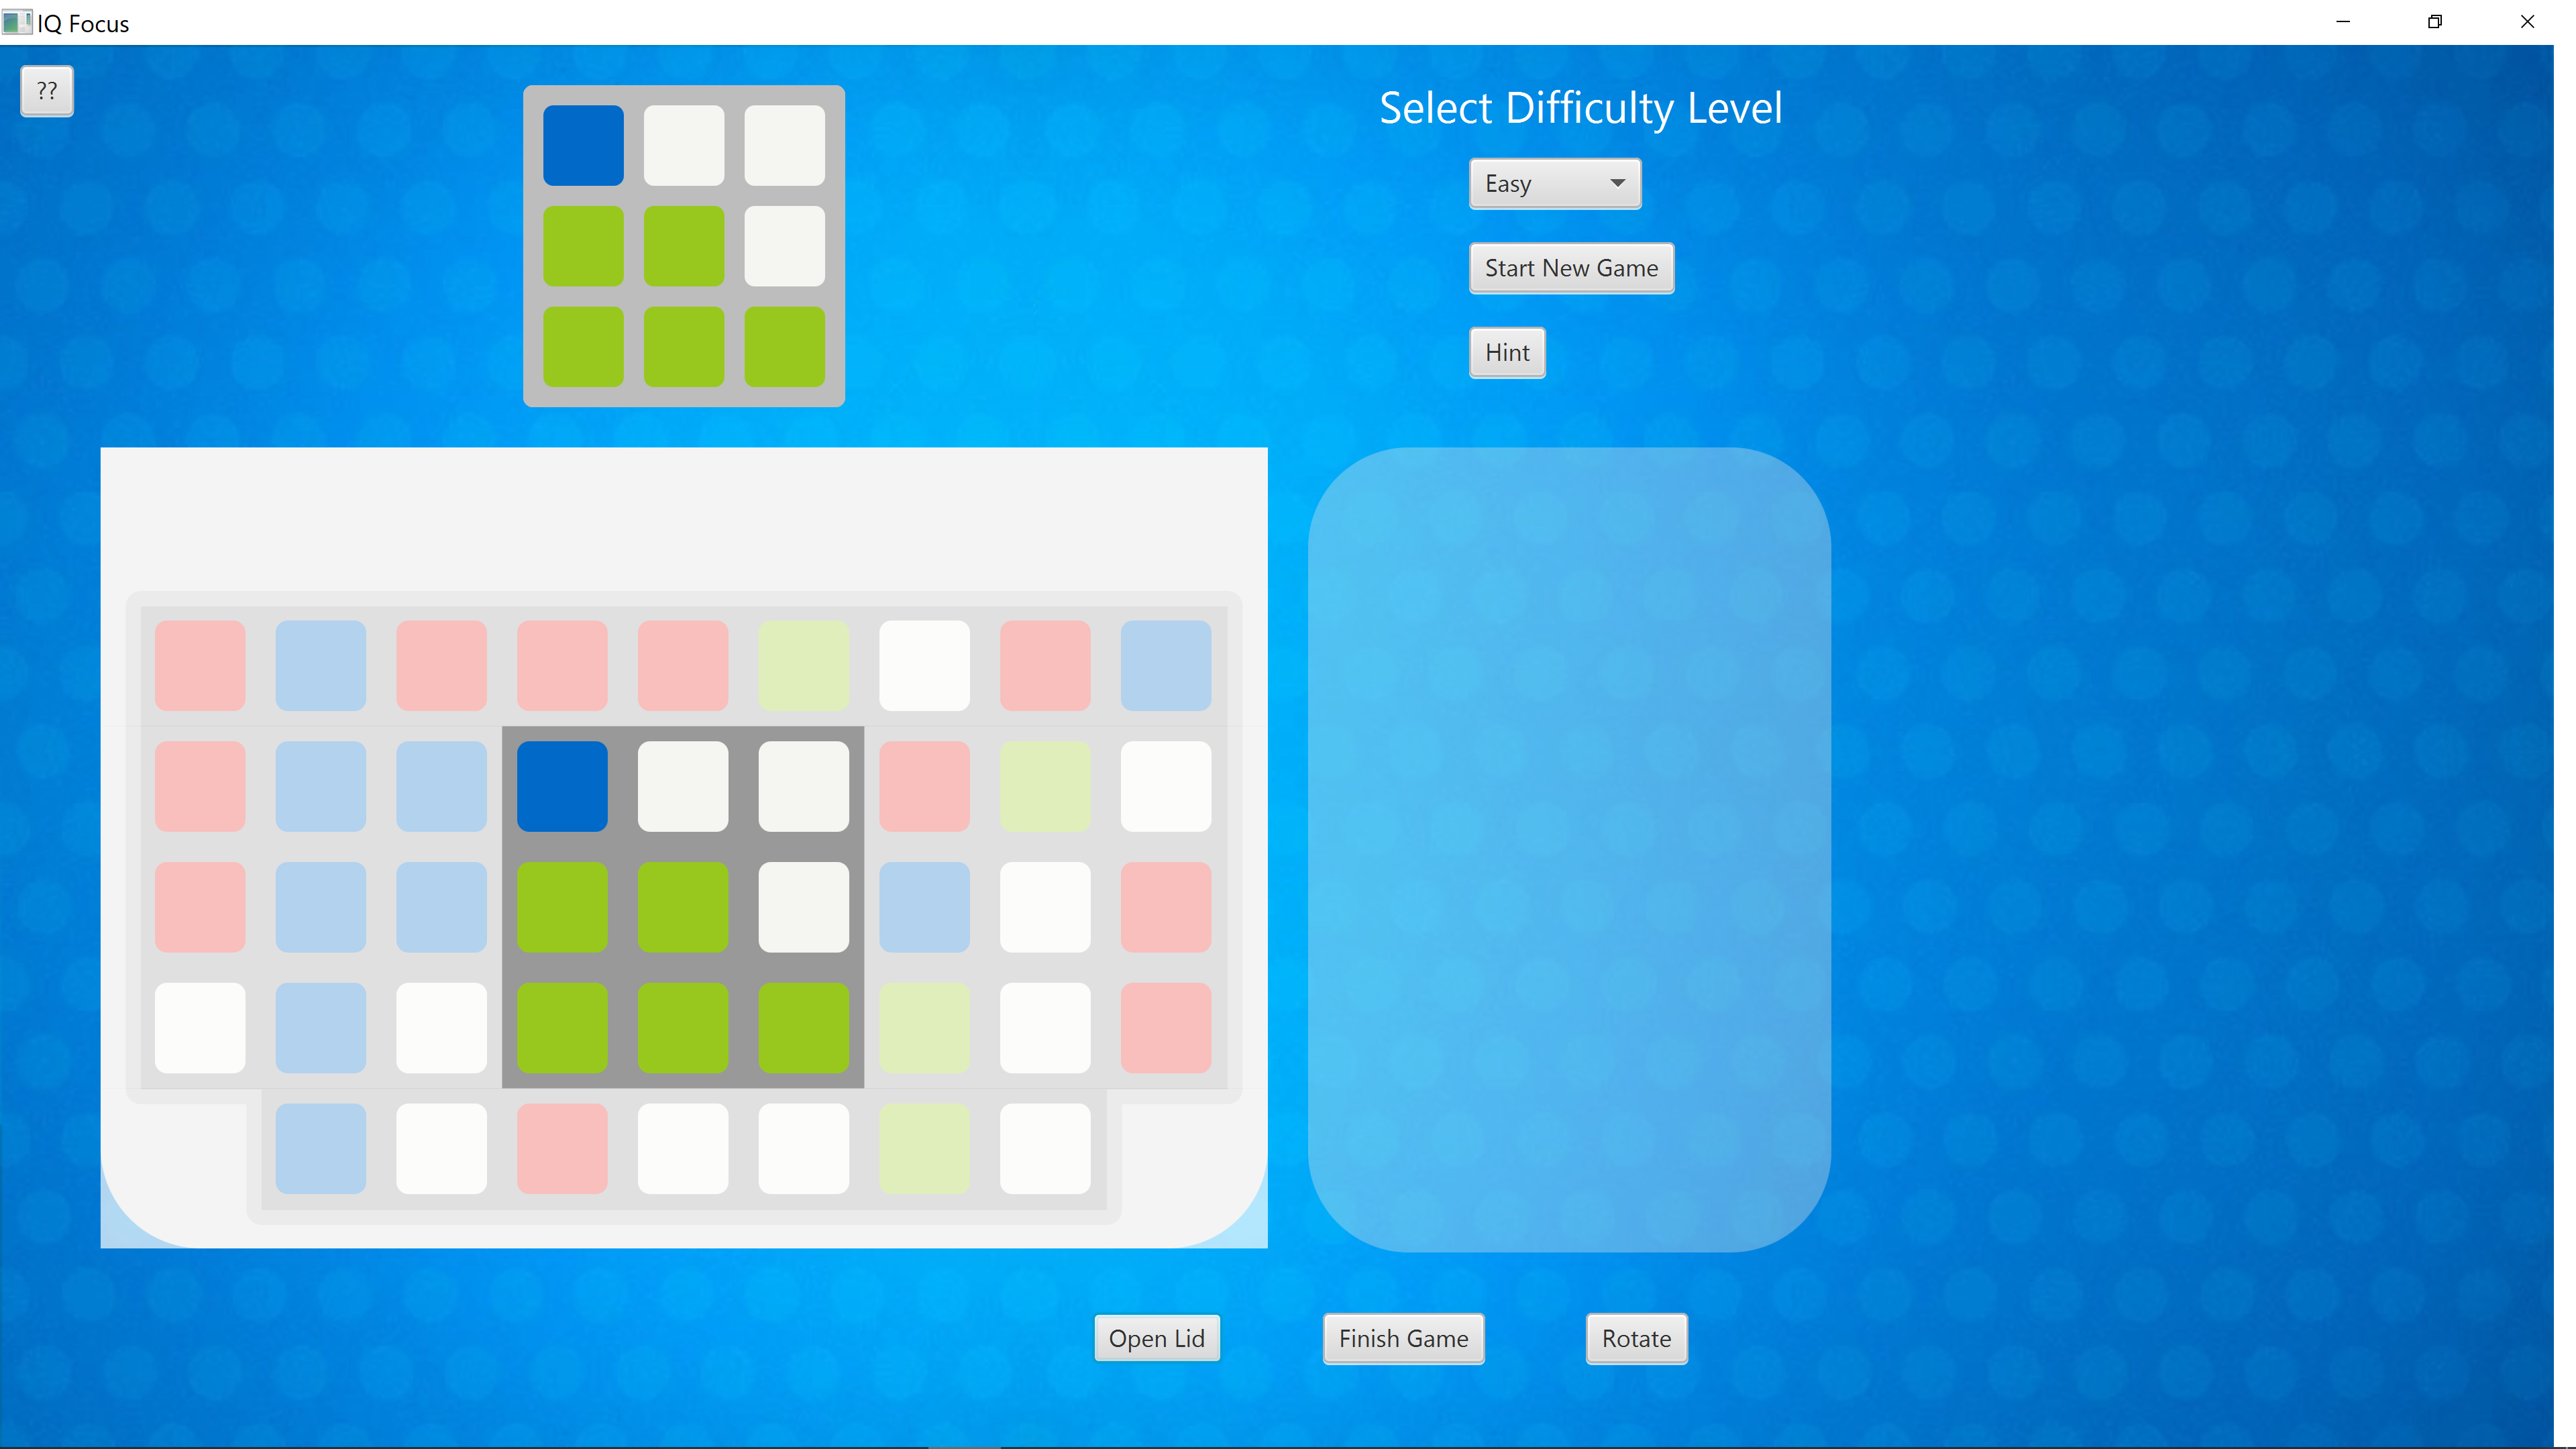 IQ Focus
??
Select Difficulty Level
Easy
Start New Game
Hint
Open Lid
Finish Game
Rotate